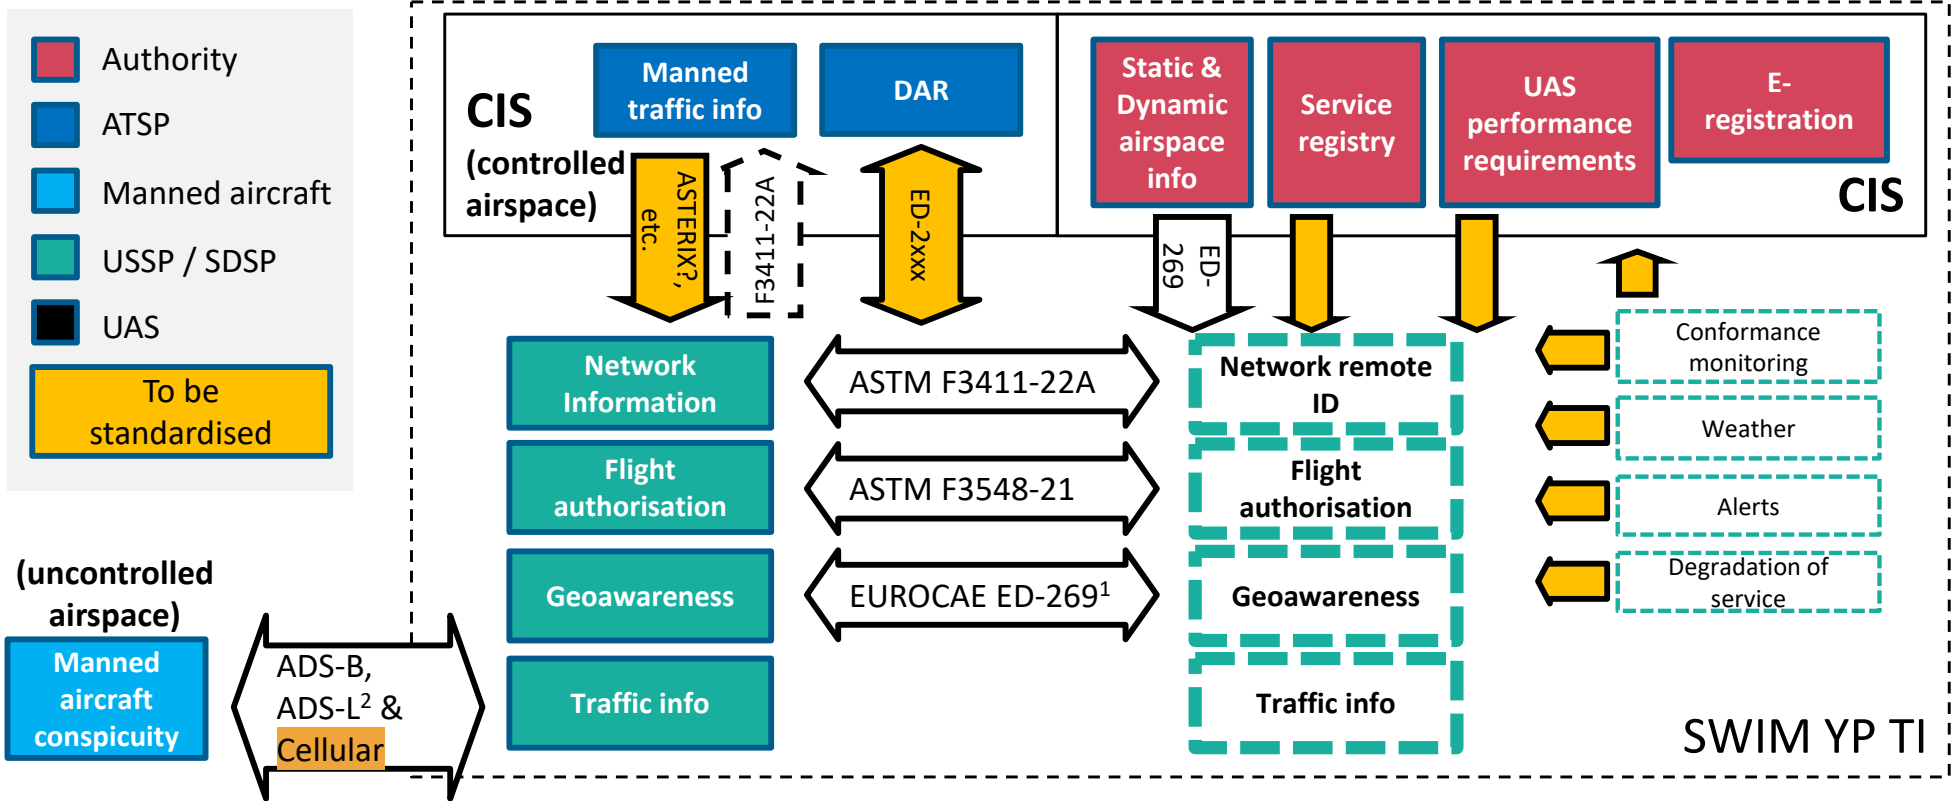 Authority
ATSP
Manned aircraft
USSP / SDSP
UAS
To be
standardised
CIS
(controlled
airspace)
Manned
traffic info
DAR
Static &
Dynamic
airspace
info
Service
registry
UAS
performance
requirements
E-
registration
CIS
ASTERIX?,
etc.
F3411-22A
ED-2xxx
ED-
269
Network
Information
ASTM F3411-22A
Network remote
ID
Conformance
monitoring
Flight
authorisation
ASTM F3548-21
Flight
authorisation
Weather
Alerts
Geoawareness
EUROCAE ED-269¹
Geoawareness
Degradation of
service
Traffic info
Traffic info
(uncontrolled
airspace)
Manned
aircraft
conspicuity
ADS-B,
ADS-L² &
Cellular
SWIM YP TI